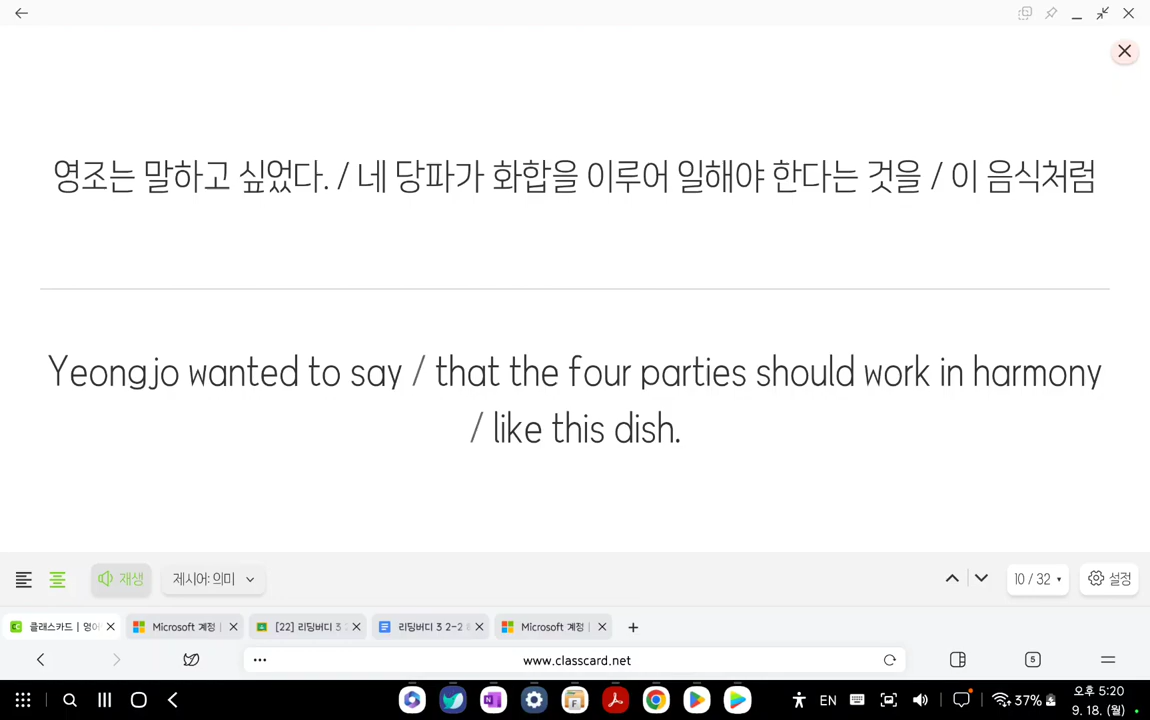 영조는 말하고 싶었다. / 네 당파가 화합을 이루어 일해야 한다는 것을 / 이 음식처럼
Yeongjo wanted to say / that the four parties should work in harmony
/ like this dish.
재생
제시어: 의미
10 / 32
설정
클래스카드 | 영어
Microsoft 계정 |
[22] 리딩버디 3
리딩버디 3 2-2
Microsoft 계정 |
www.classcard.net
5
EN
37%
오후 5:20
9. 18. (월)